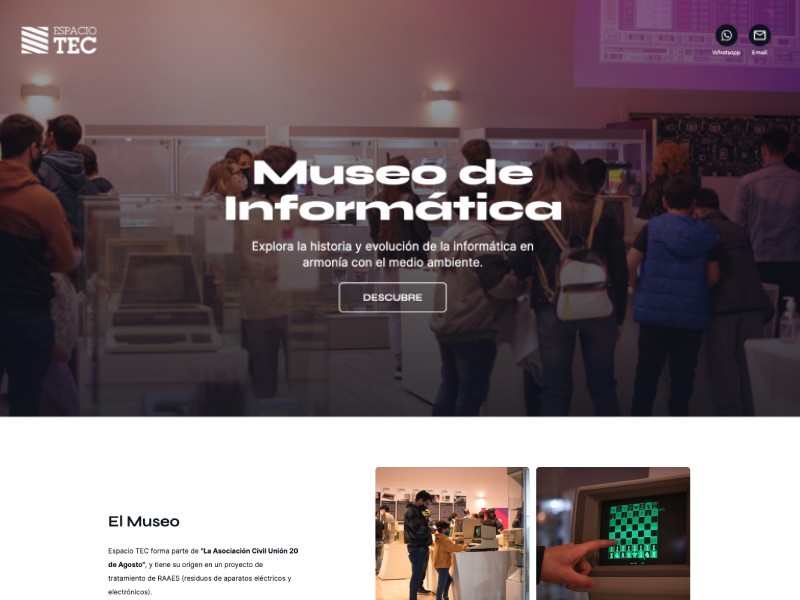 ESPACIO
TEC
Whatsapp
Email
Museo de
Informática
Explora la historia y evolución de la informática en
armonía con el medio ambiente.
DESCUBRE
El Museo
Espacio TEC forma parte de "La Asociación Civil Unión 20
de Agosto", y tiene su origen en un proyecto de
tratamiento de RAAES (residuos de aparatos eléctricos y
electrónicos).